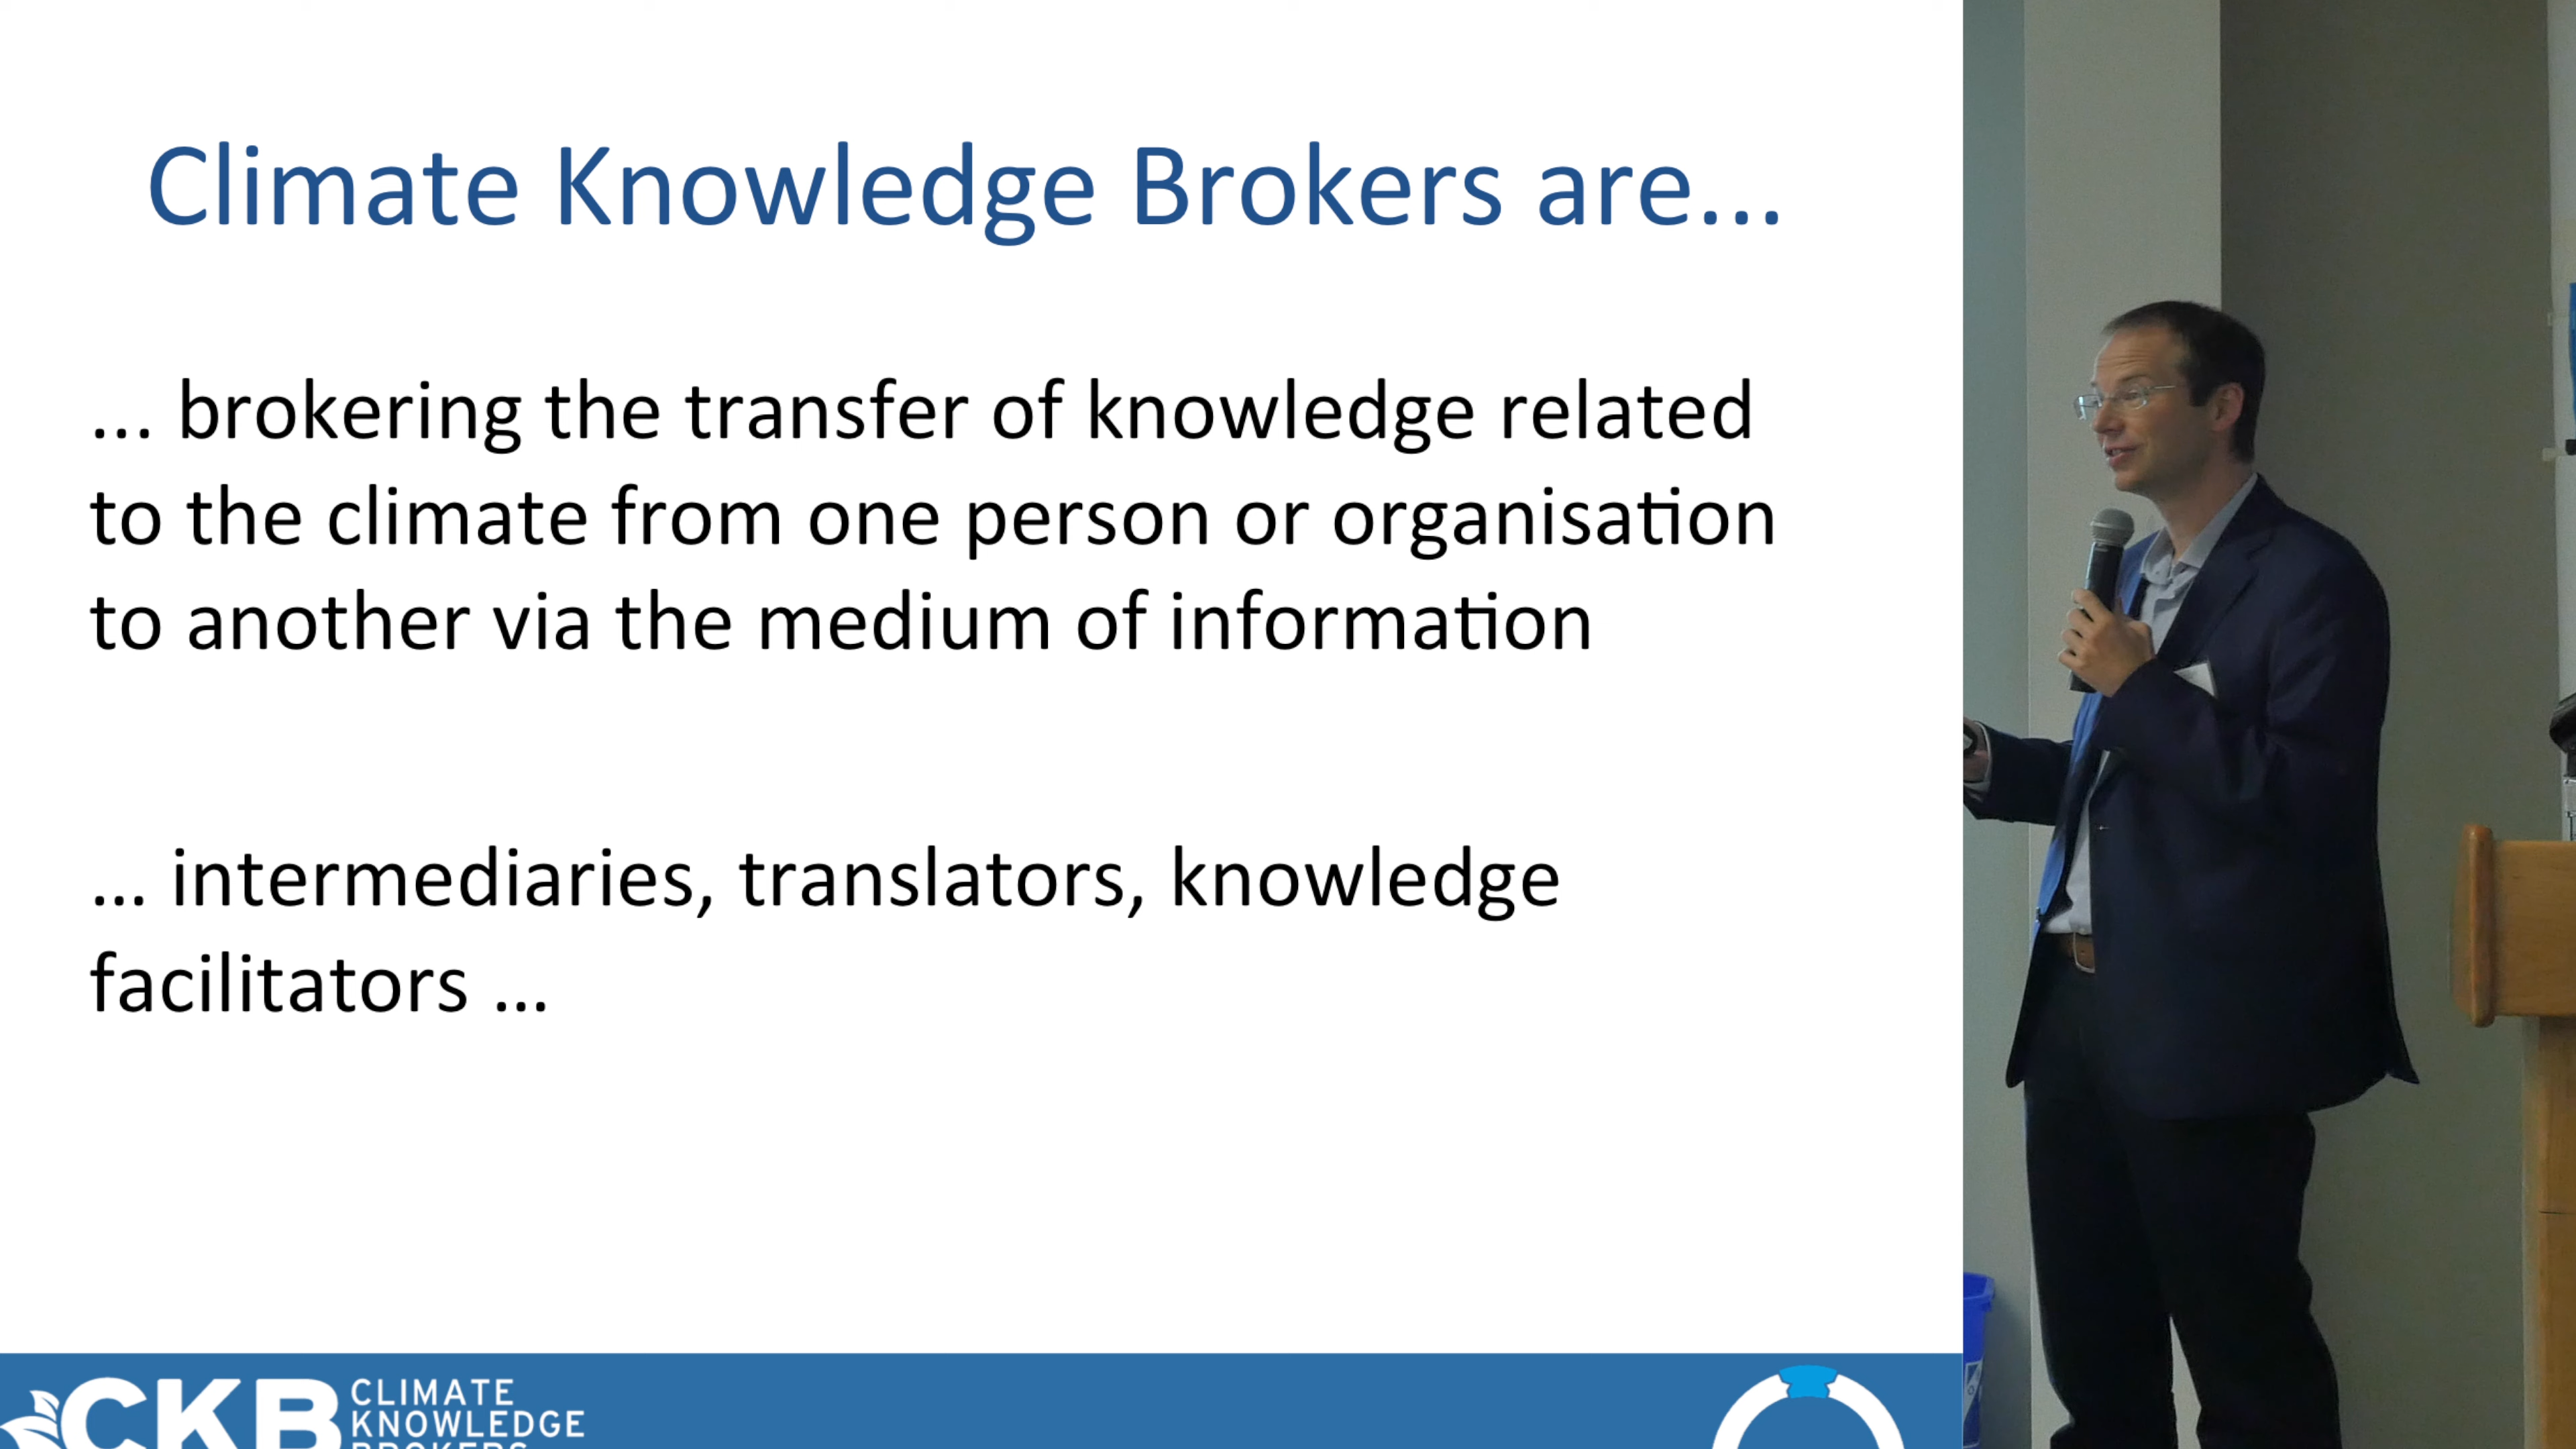 Climate Knowledge Brokers are...
... brokering the transfer of knowledge related
to the climate from one person or organisation
to another via the medium of information
... intermediaries, translators, knowledge
facilitators ...
CKB
CLIMATE
KNOWLEDGE
BROKERS